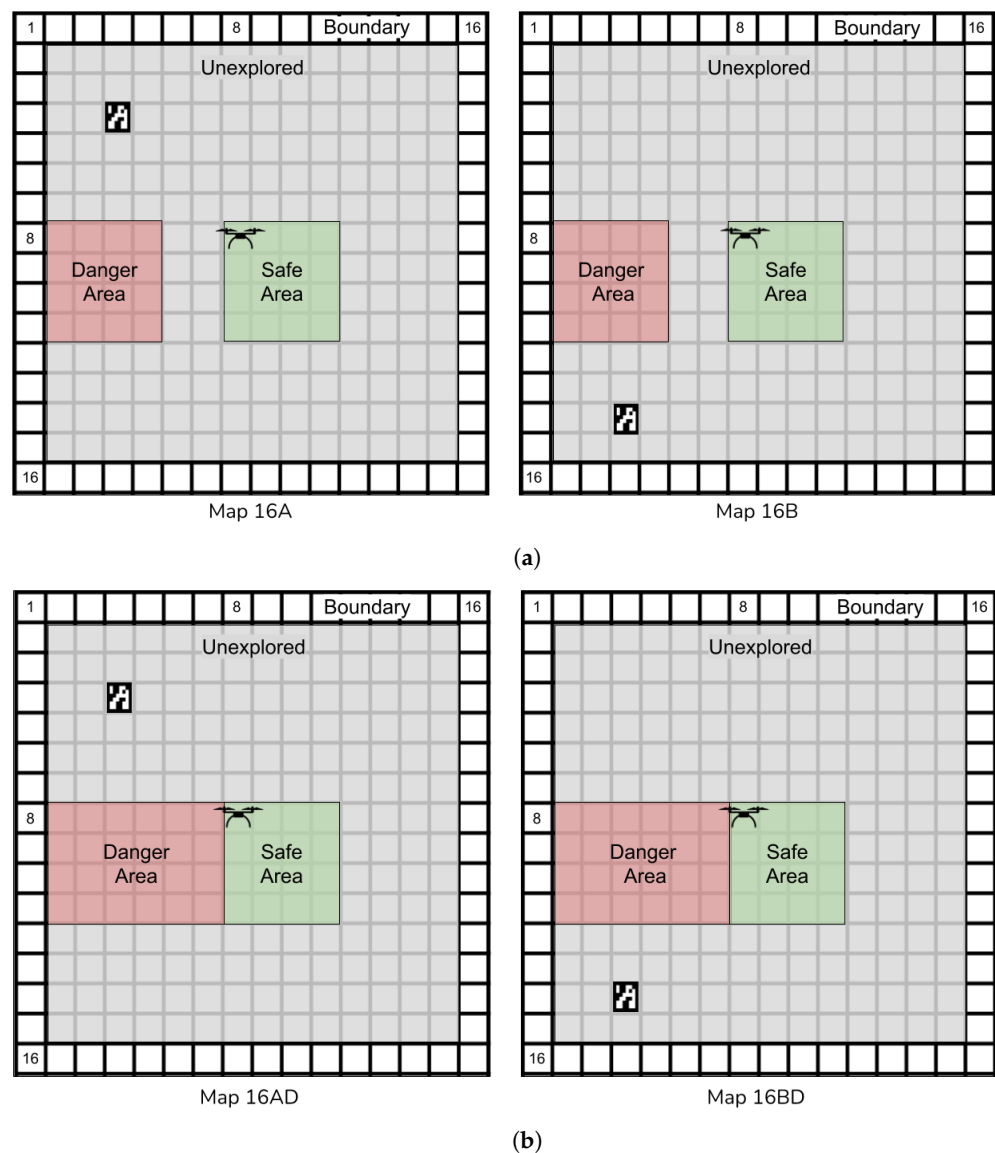 1 8 Boundary 16
Unexplored
8
Danger
Area
Safe
Area
16
Map 16A
1 8 Boundary 16
Unexplored
8
Danger
Area
Safe
Area
16
Map 16B
(a)
1 8 Boundary 16
Unexplored
8
Danger
Area
Safe
Area
16
Map 16AD
1 8 Boundary 16
Unexplored
8
Danger
Area
Safe
Area
16
Map 16BD
(b)